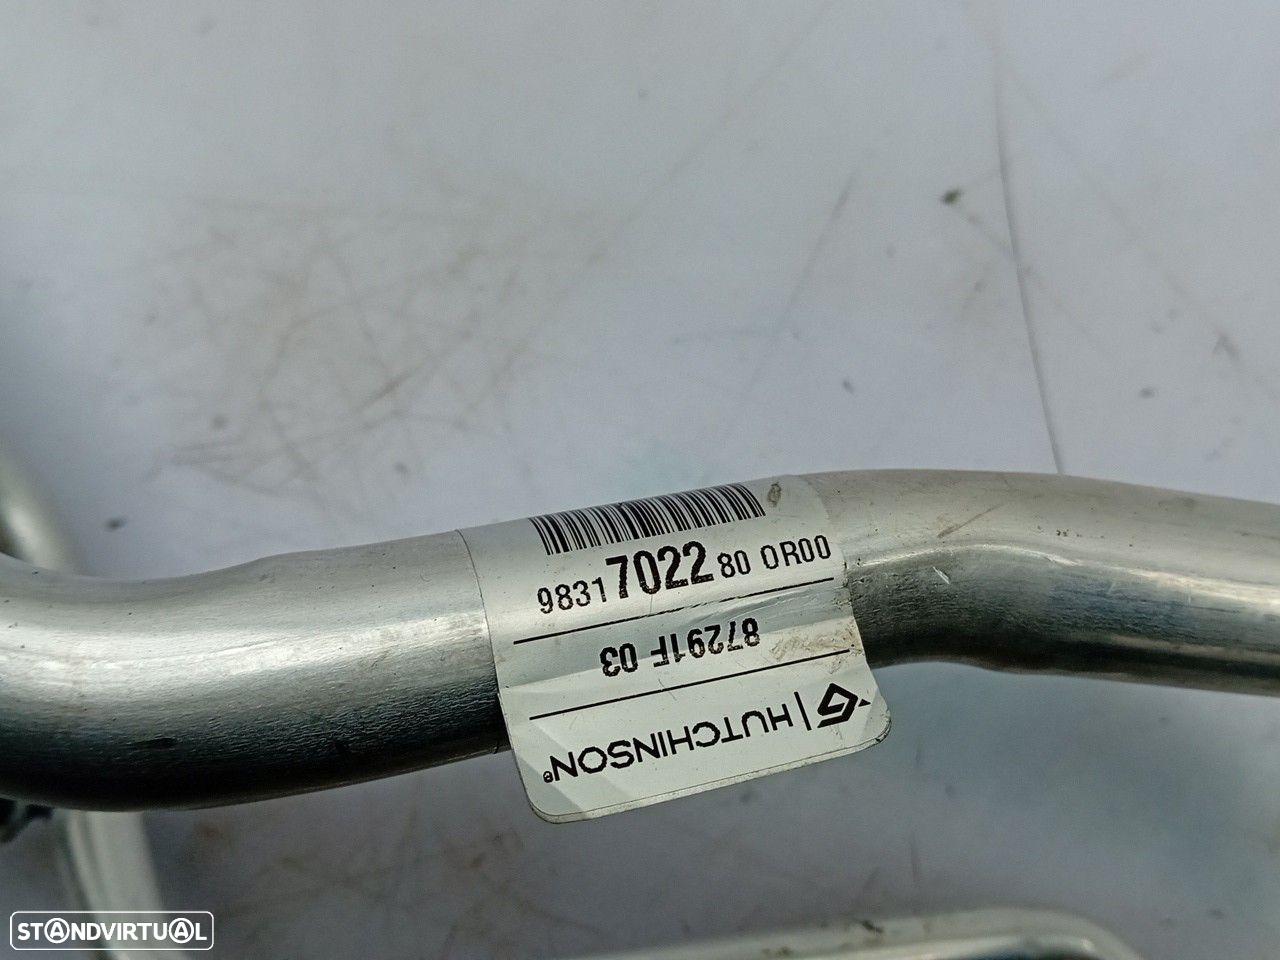 98317022 80 0R00
87291F 03
HUTCHINSON®
STANDVIRTUAL